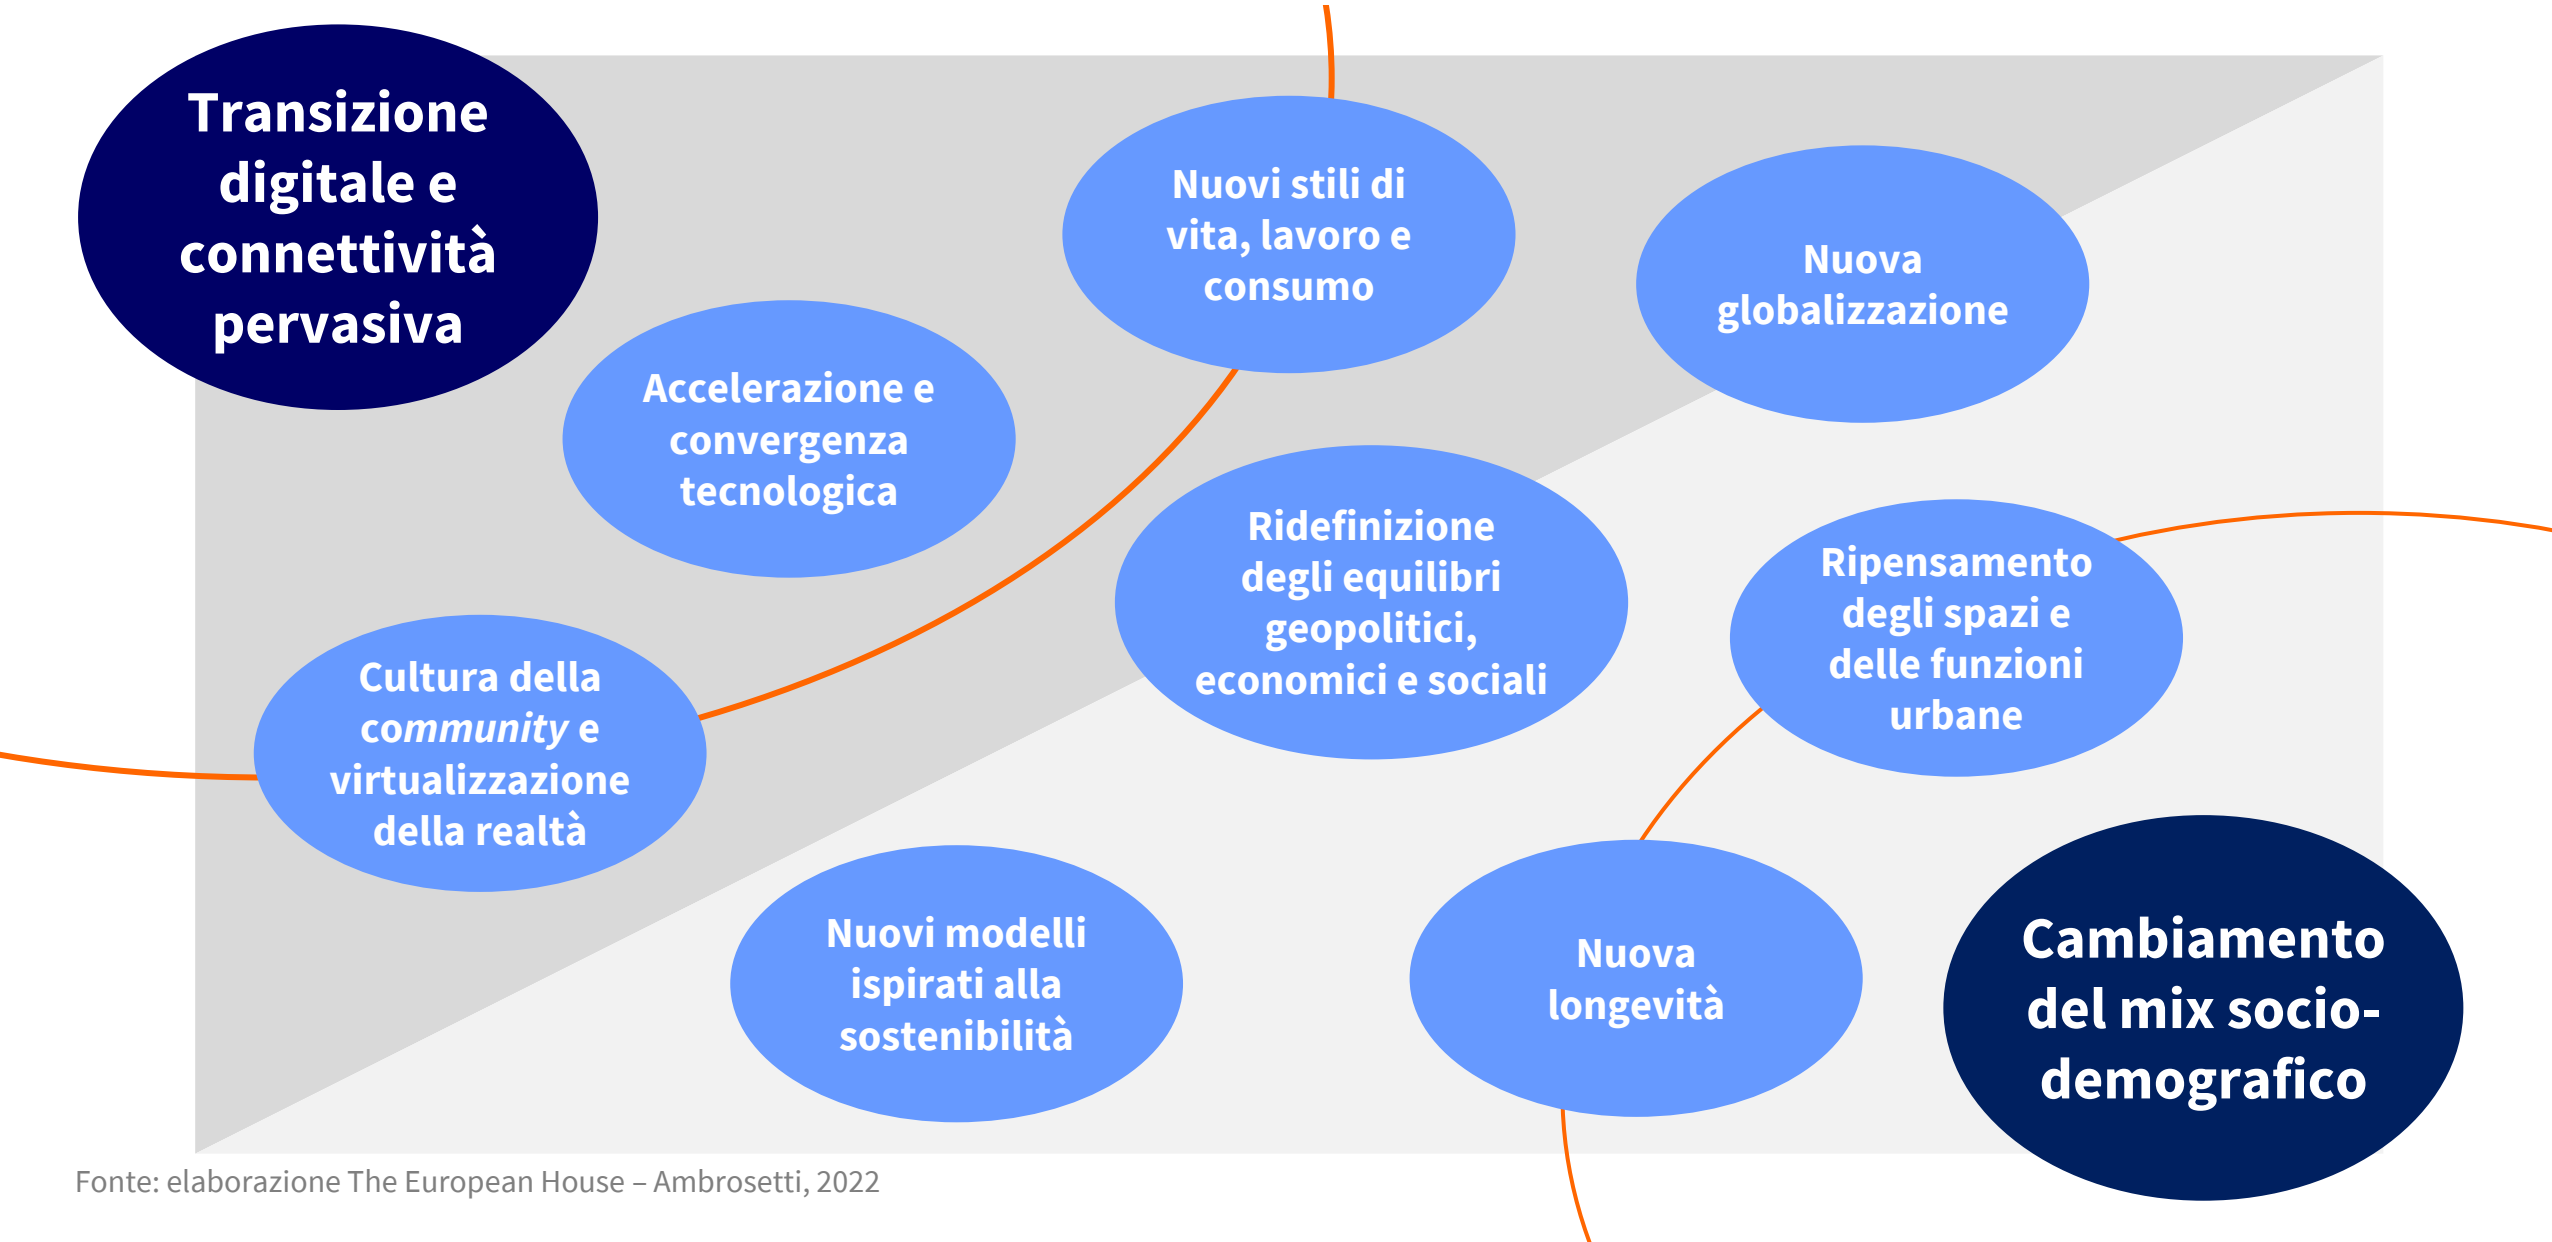 Transizione
digitale e
connettività
pervasiva
Nuovi stili di
vita, lavoro e
consumo
Nuova
globalizzazione
Accelerazione e
convergenza
tecnologica
Ridefinizione
degli equilibri
geopolitici,
economici e sociali
Ripensamento
degli spazi e
delle funzioni
urbane
Cultura della
community e
virtualizzazione
della realtà
Nuovi modelli
ispirati alla
sostenibilità
Nuova
longevità
Cambiamento
del mix socio-
demografico
Fonte: elaborazione The European House – Ambrosetti, 2022